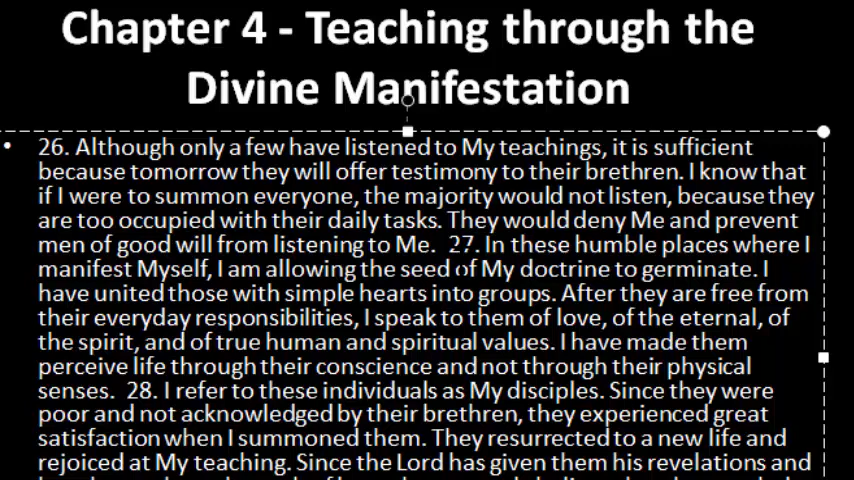 Chapter 4 - Teaching through the
Divine Manifestation
• 26. Although only a few have listened to My teachings, it is sufficient
because tomorrow they will offer testimony to their brethren. I know that
if I were to summon everyone, the majority would not listen, because they
are too occupied with their daily tasks. They would deny Me and prevent
men of good will from listening to Me.  27. In these humble places where I
manifest Myself, I am allowing the seed of My doctrine to germinate. I
have united those with simple hearts into groups. After they are free from
their everyday responsibilities, I speak to them of love, of the eternal, of
the spirit, and of true human and spiritual values. I have made them
perceive life through their conscience and not through their physical
senses.  28. I refer to these individuals as My disciples. Since they were
poor and not acknowledged by their brethren, they experienced great
satisfaction when I summoned them. They resurrected to a new life and
rejoiced at My teaching. Since the Lord has given them his revelations and